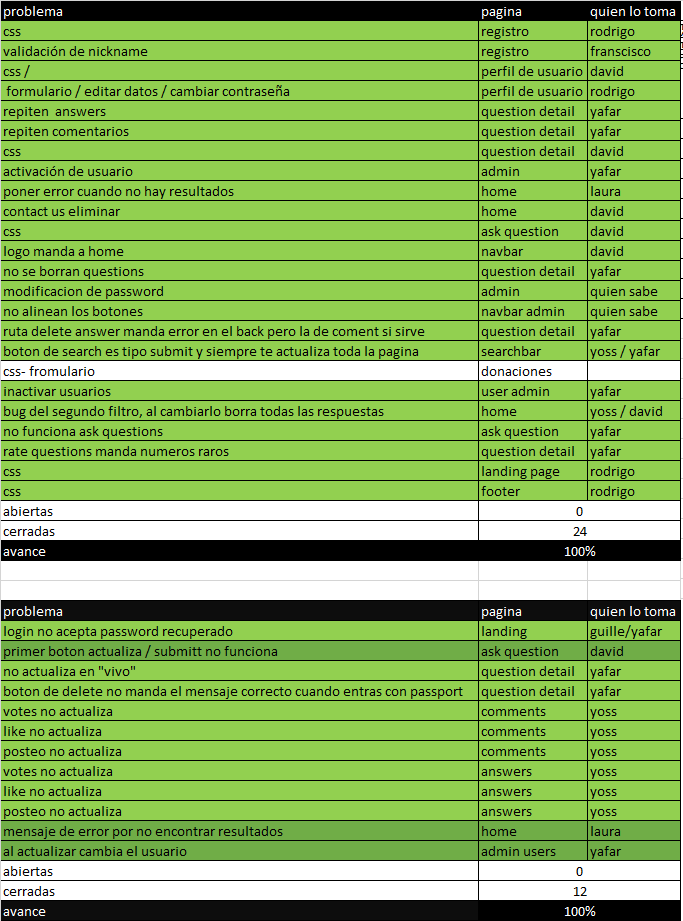 problema pagina quien lo toma
css registro rodrigo
validación de nickname registro franscisco
css / perfil de usuario david
formulario / editar datos / cambiar contraseña perfil de usuario rodrigo
repiten answers question detail yafar
repiten comentarios question detail yafar
css question detail david
activación de usuario admin yafar
poner error cuando no hay resultados home laura
contact us eliminar home david
css ask question david
logo manda a home navbar david
no se borran questions question detail yafar
modificacion de password admin quien sabe
no alinean los botones navbar admin quien sabe
ruta delete answer manda error en el back pero la de coment si sirve question detail yafar
boton de search es tipo submit y siempre te actualiza toda la pagina searchbar yoss / yafar
css- fromulario donaciones
inactivar usuarios user admin yafar
bug del segundo filtro, al cambiarlo borra todas las respuestas home yoss / david
no funciona ask questions ask question yafar
rate questions manda numeros raros question detail yafar
css landing page rodrigo
css footer rodrigo
abiertas 0
cerradas 24
avance 100%
problema pagina quien lo toma
login no acepta password recuperado landing guille/yafar
primer boton actualiza / submitt no funciona ask question david
no actualiza en "vivo" question detail yafar
boton de delete no manda el mensaje correcto cuando entras con passport question detail yafar
votes no actualiza comments yoss
like no actualiza comments yoss
posteo no actualiza comments yoss
votes no actualiza answers yoss
like no actualiza answers yoss
posteo no actualiza answers yoss
mensaje de error por no encontrar resultados home laura
al actualizar cambia el usuario admin users yafar
abiertas 0
cerradas 12
avance 100%